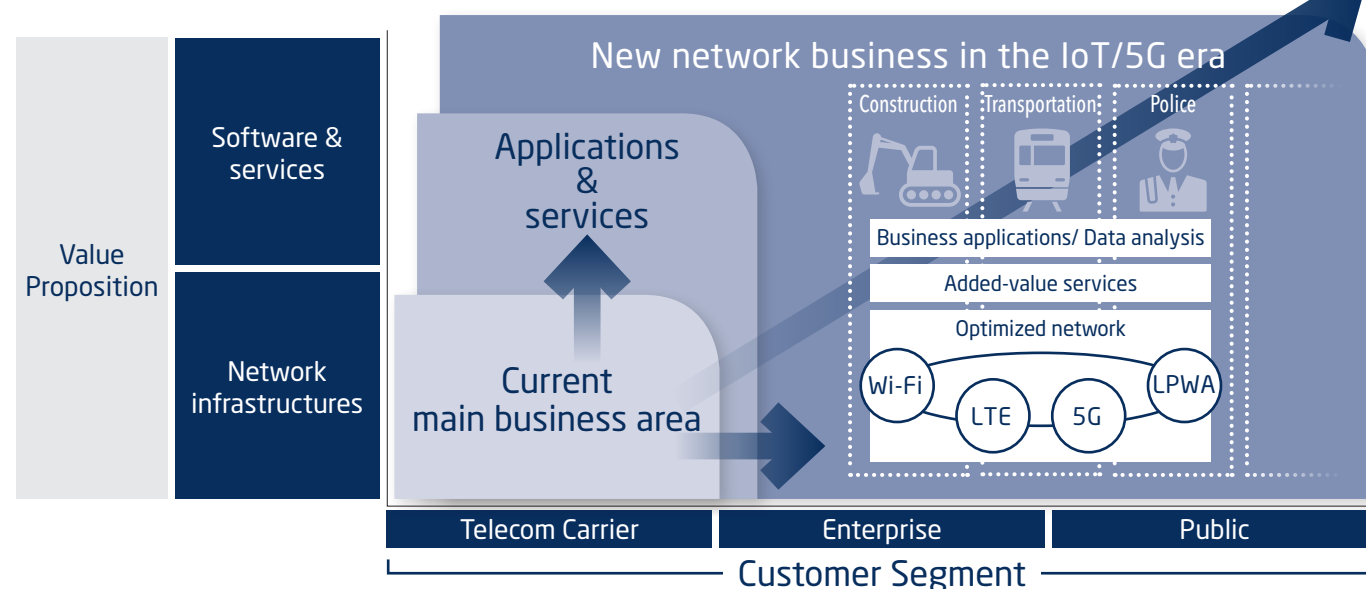 New network business in the IoT/5G era
Value
Proposition
Software &
services
Network
infrastructures
Applications
&
services
Current
main business area
Construction
Transportation
Police
Business applications/ Data analysis
Added-value services
Optimized network
Wi-Fi
LTE
5G
LPWA
Telecom Carrier
Enterprise
Public
Customer Segment